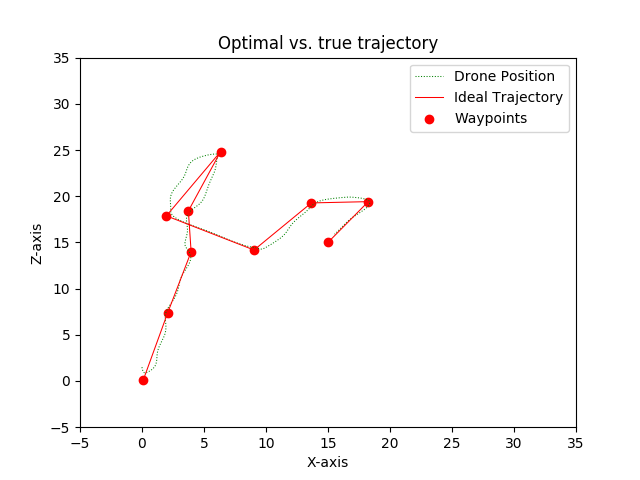 Optimal vs. true trajectory
Drone Position
Ideal Trajectory
Waypoints
Z-axis
35
30
25
20
15
10
5
0
−5
−5 0 5 10 15 20 25 30 35
X-axis